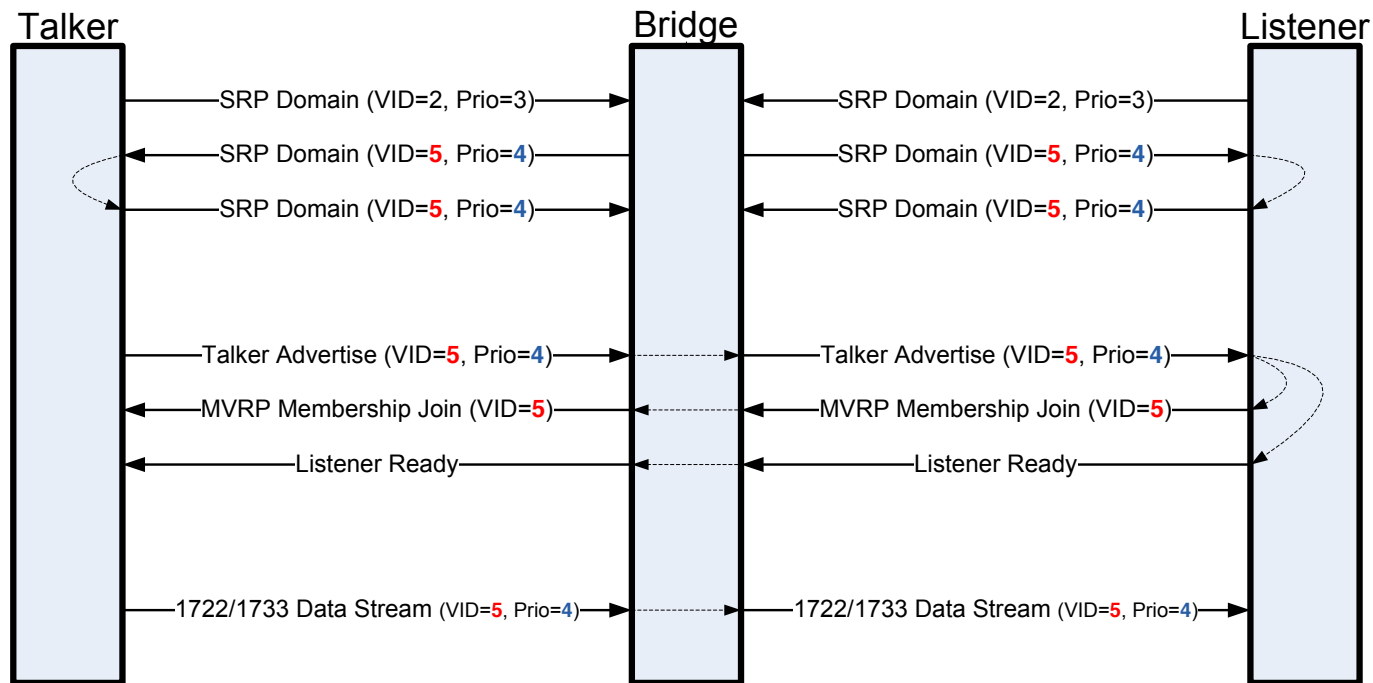 Talker Bridge Listener
SRP Domain (VID=2, Prio=3) SRP Domain (VID=2, Prio=3)
SRP Domain (VID=5, Prio=4) SRP Domain (VID=5, Prio=4)
SRP Domain (VID=5, Prio=4) SRP Domain (VID=5, Prio=4)
Talker Advertise (VID=5, Prio=4) Talker Advertise (VID=5, Prio=4)
MVRP Membership Join (VID=5) MVRP Membership Join (VID=5)
Listener Ready Listener Ready
1722/1733 Data Stream (VID=5, Prio=4) 1722/1733 Data Stream (VID=5, Prio=4)